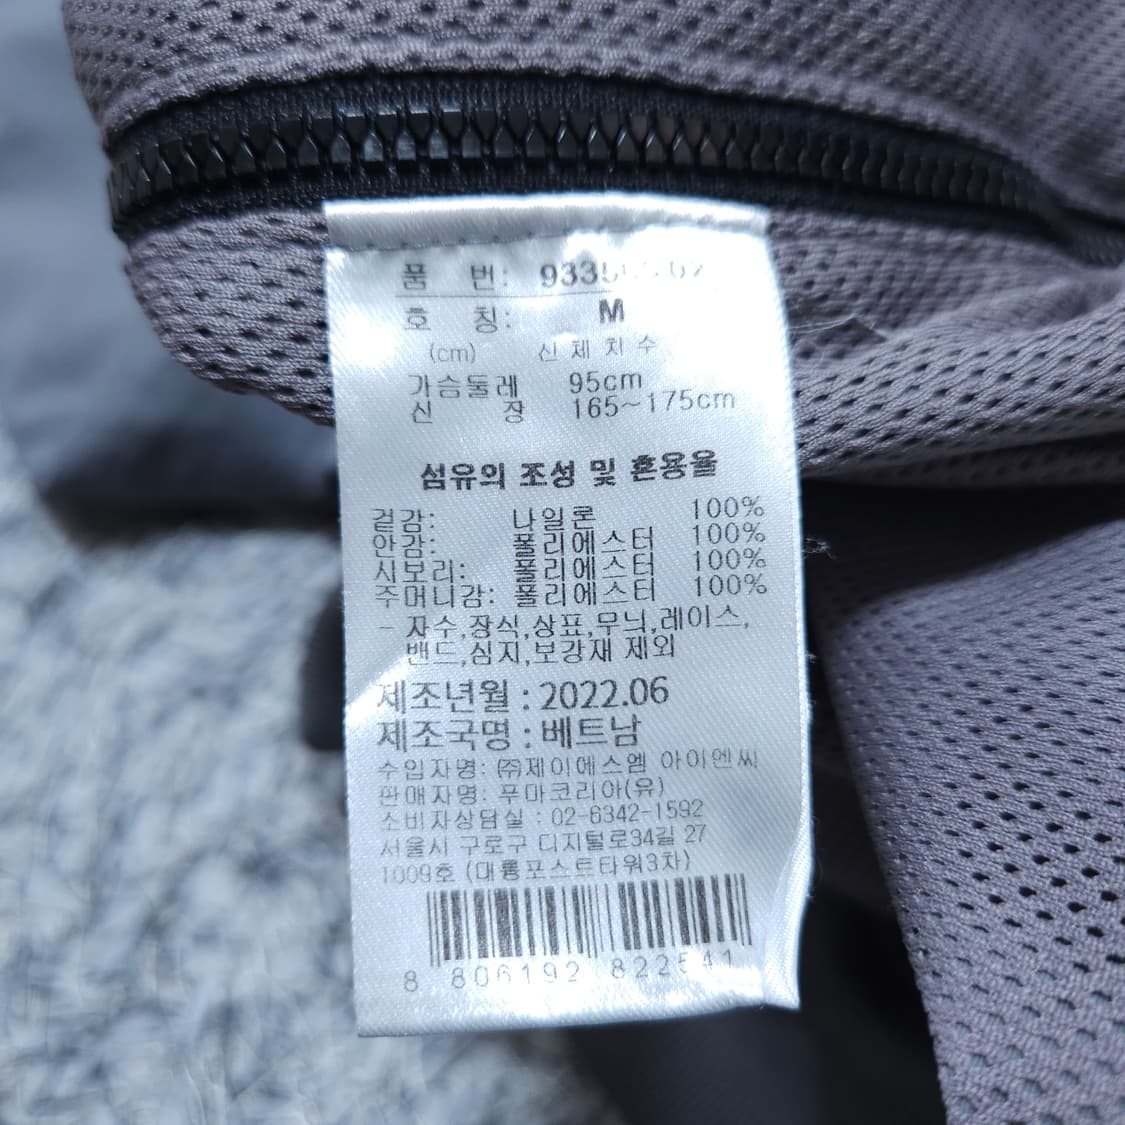 품 번:
호 칭: M
(cm) 신 체 치 수
가슴둘레 95cm
신 장 165~175cm
섬유의 조성 및 혼용율
겉감: 나일론 100%
안감: 폴리에스터 100%
시보리: 폴리에스터 100%
주머니감: 폴리에스터 100%
- 자수,장식,상표,무늬,레이스,
밴드,심지,보강재 제외
제조년월 : 2022.06
제조국명 : 베트남
수입자명: ㈜제이에스엠 아이엔씨
판매자명: 푸마코리아(유)
소비자상담실 : 02-6342-1592
서울시 구로구 디지털로34길 27
1009호 (대륭포스트타워3차)
8 806192 822541